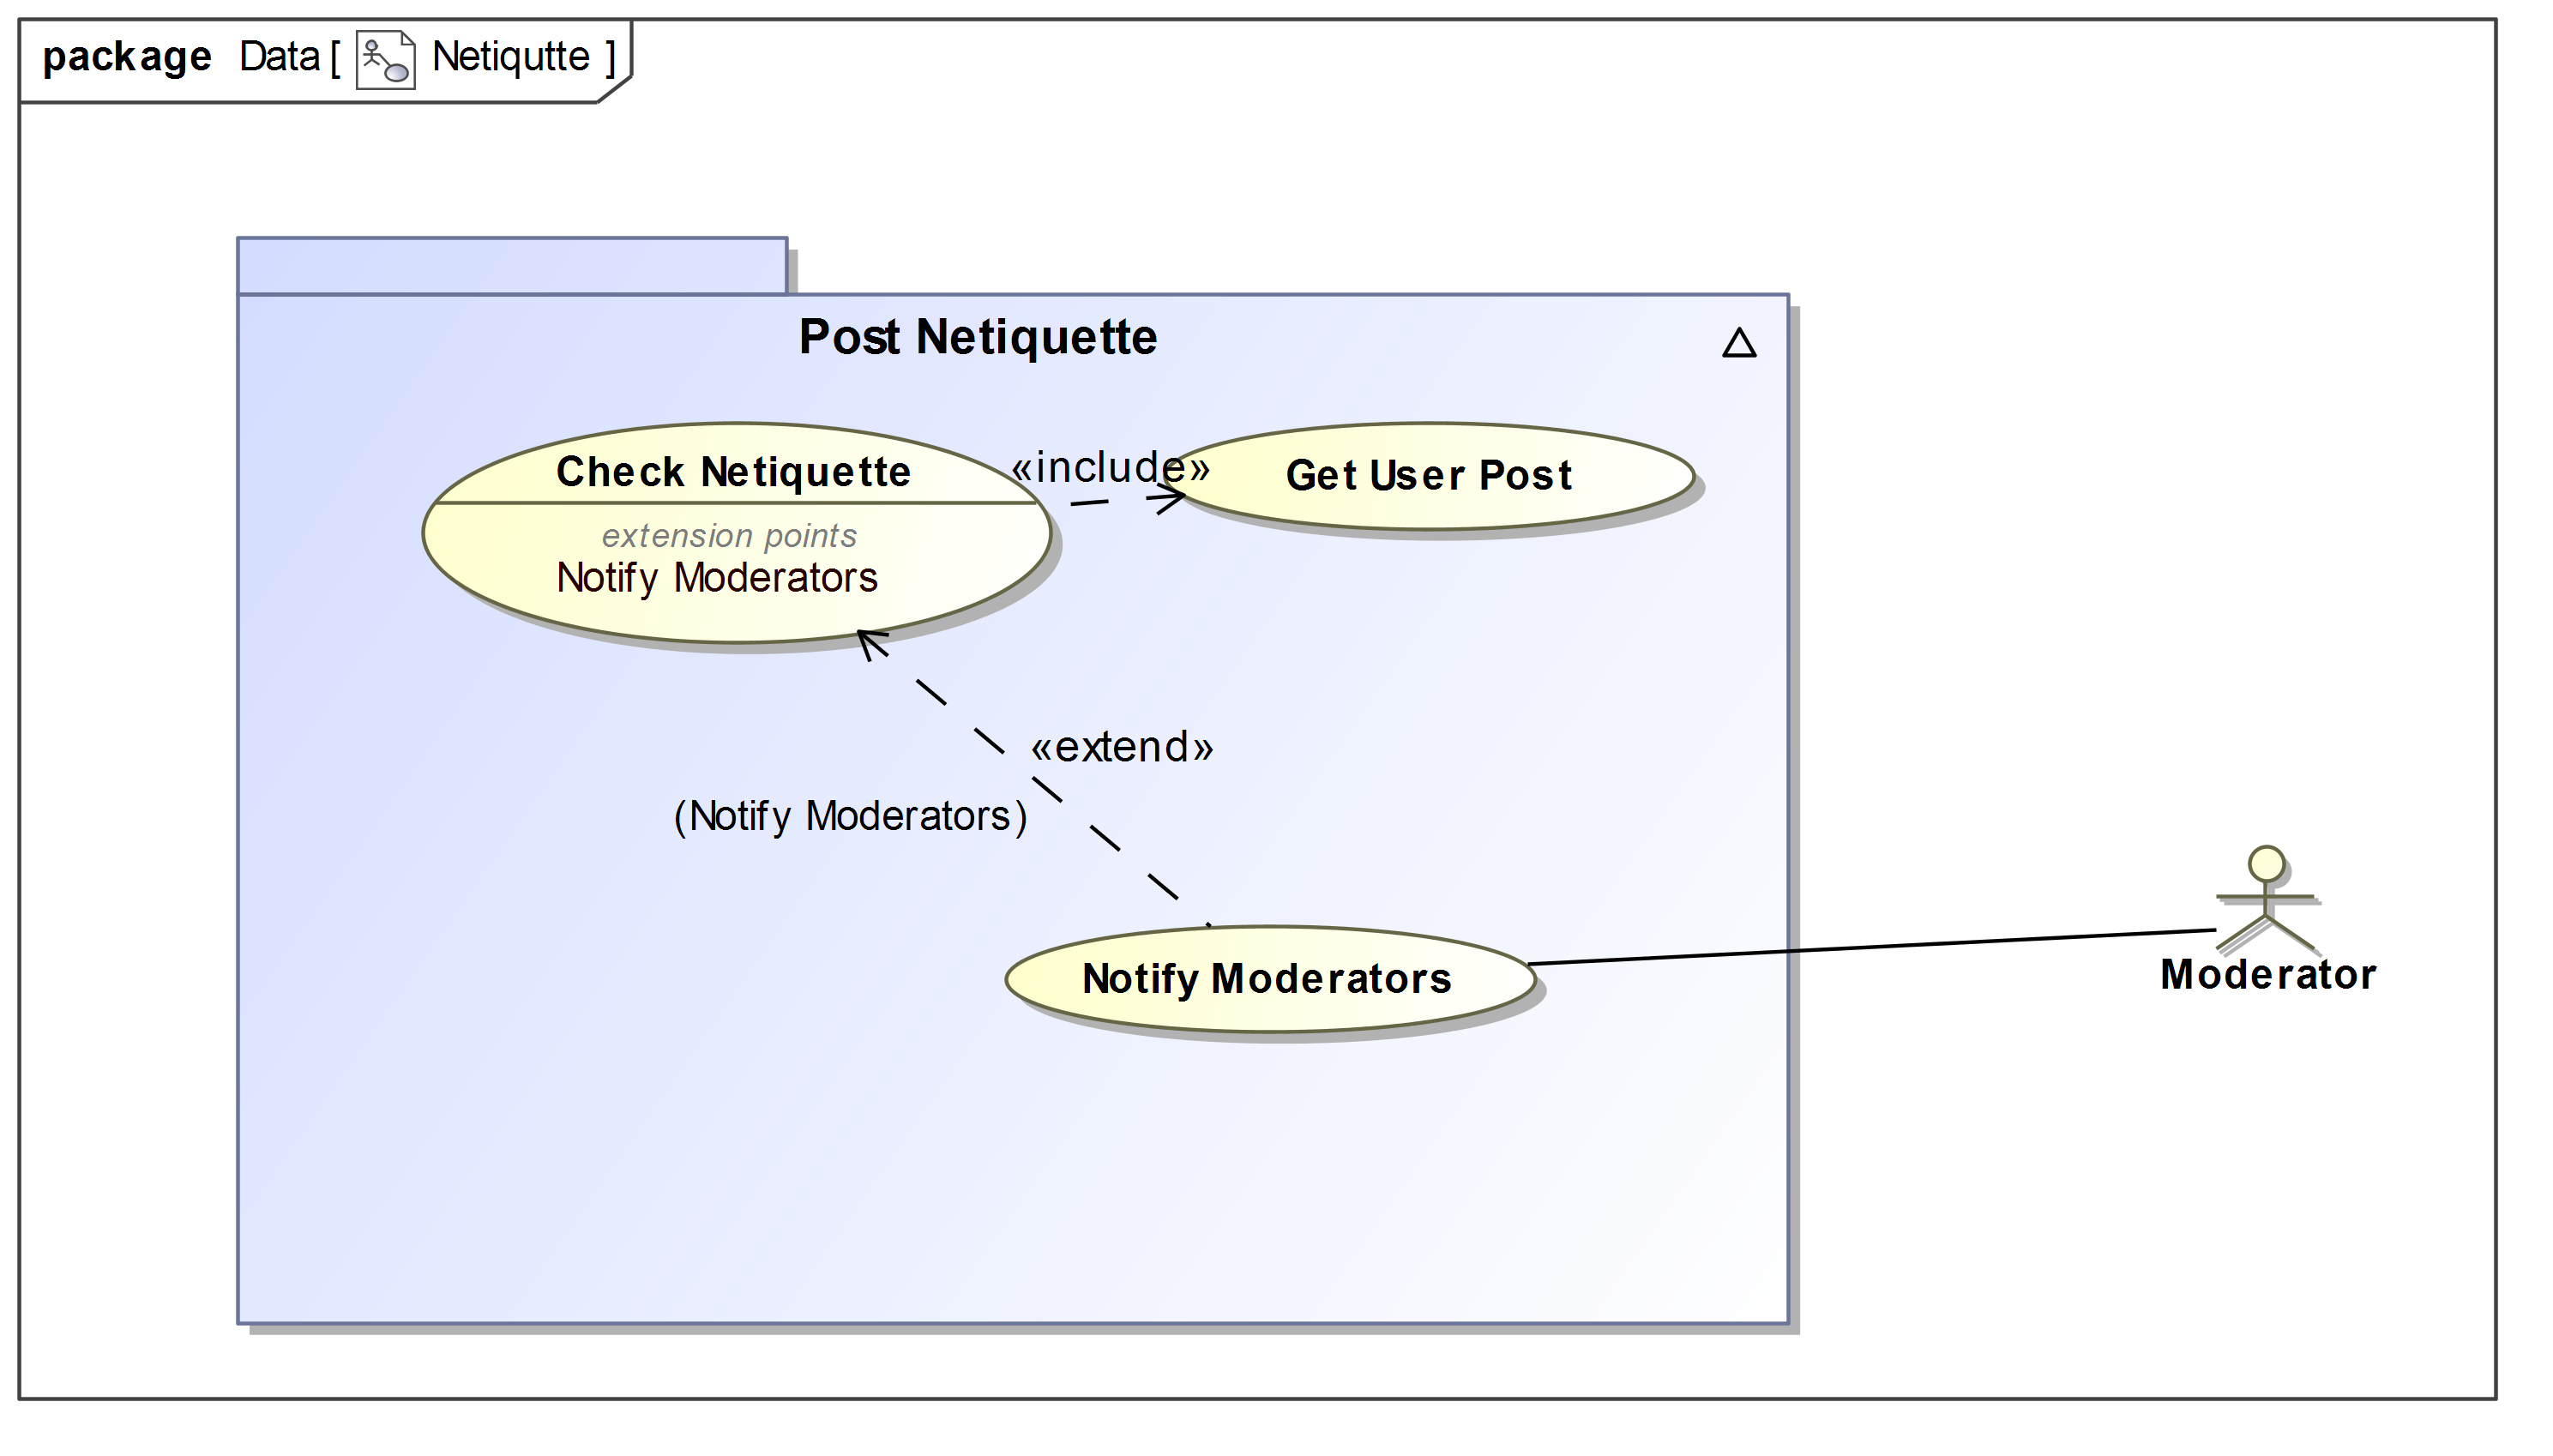 package Data [ Netiqutte ]
Post Netiquette
Check Netiquette
extension points
Notify Moderators
«include»
Get User Post
«extend»
(Notify Moderators)
Notify Moderators
Moderator